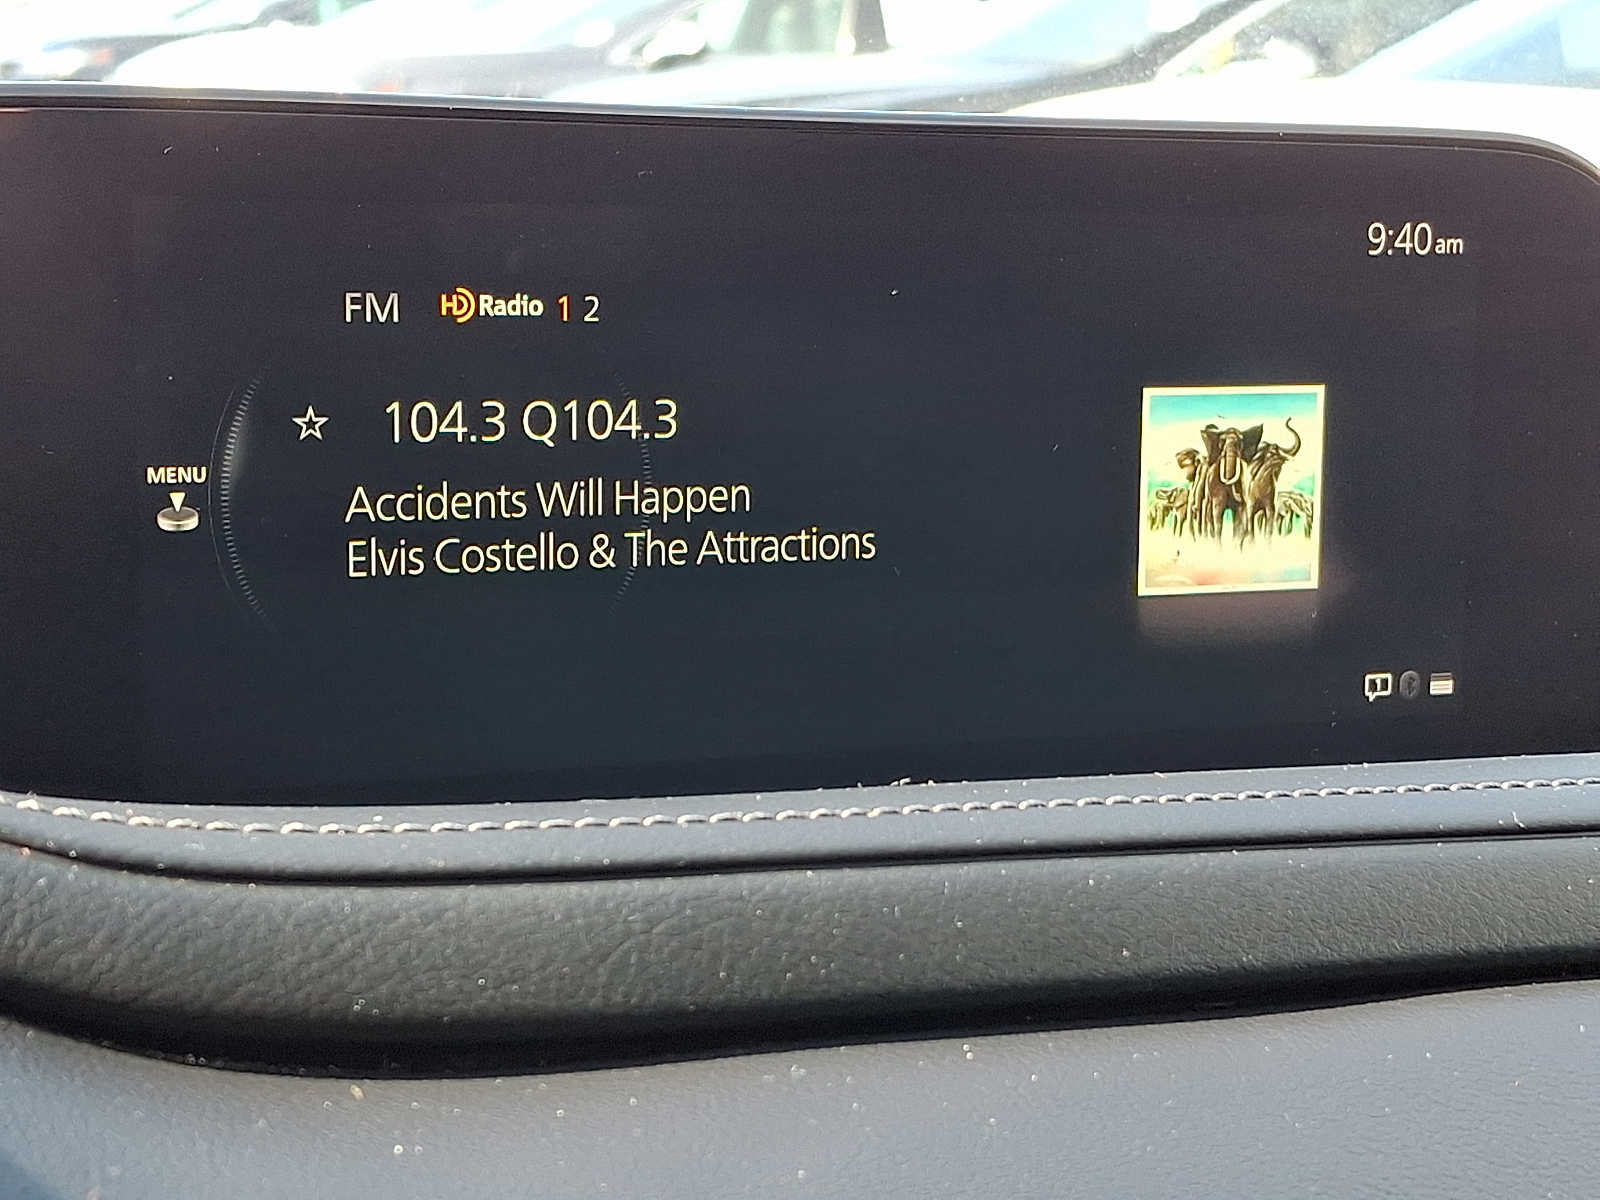 9:40am
FM HD Radio 1 2
104.3 Q104.3
MENU
Accidents Will Happen
Elvis Costello & The Attractions
1